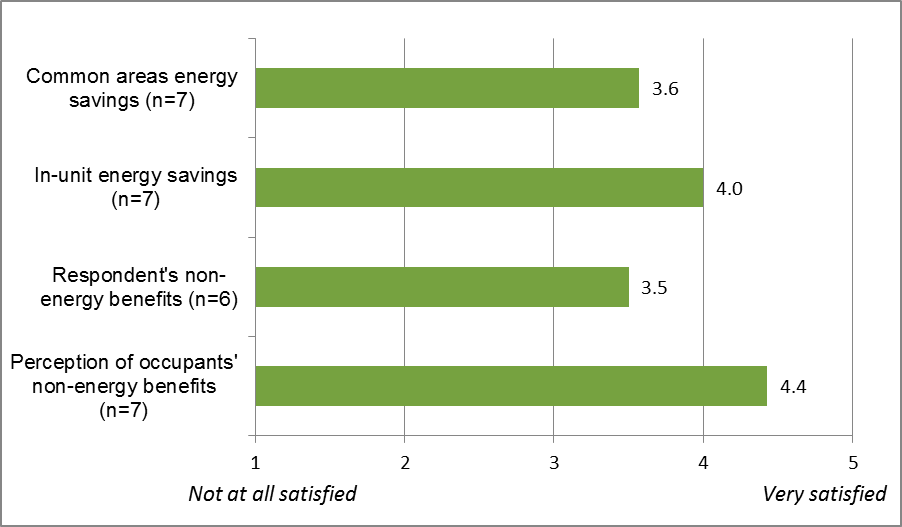 Common areas energy
savings (n=7)
3.6
In-unit energy savings
(n=7)
4.0
Respondent's non-
energy benefits (n=6)
3.5
Perception of occupants'
non-energy benefits
(n=7)
4.4
1 2 3 4 5
Not at all satisfied Very satisfied